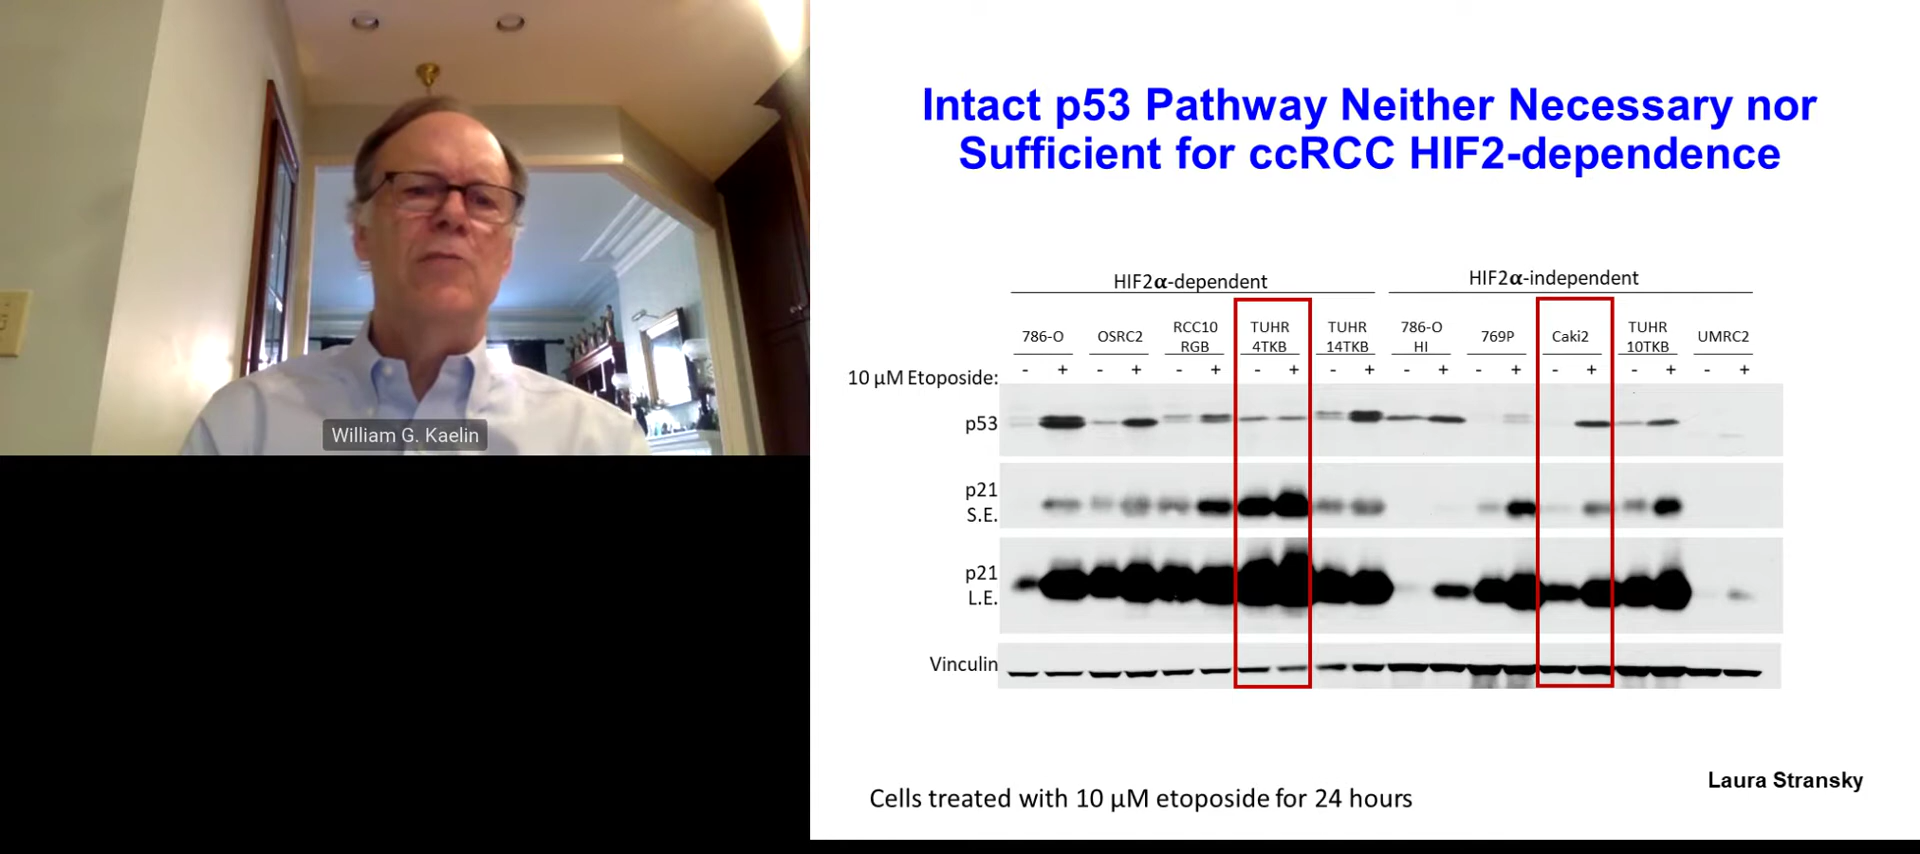 William G. Kaelin
Intact p53 Pathway Neither Necessary nor
Sufficient for ccRCC HIF2-dependence
HIF2α-dependent
HIF2α-independent
786-O
OSRC2
RCC10
RGB
TUHR
4TKB
TUHR
14TKB
786-O
HI
769P
Caki2
TUHR
10TKB
UMRC2
10 µM Etoposide: - + - + - + - + - + - + - + - + - + - +
p53
p21
S.E.
p21
L.E.
Vinculin
Laura Stransky
Cells treated with 10 µM etoposide for 24 hours